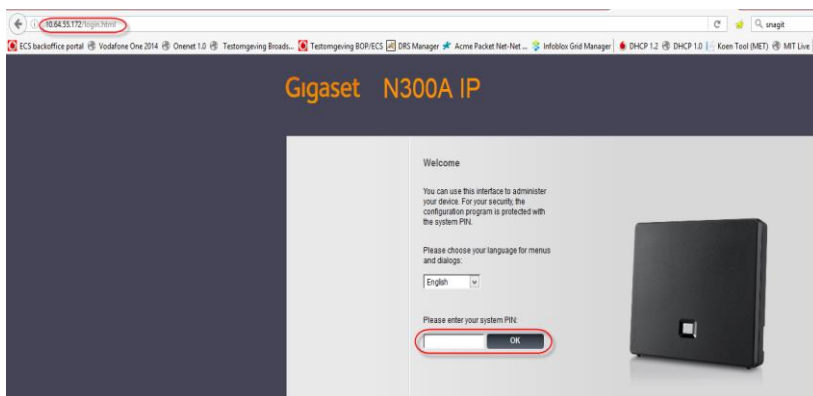 10.64.55.172/login.html
snagit
ECS backoffice portal Vodafone One 2014 Onenet 1.0 Testomgeving Broads... Testomgeving BOP/ECS DRS Manager Acme Packet Net-Net ... Infoblox Grid Manager DHCP 1.2 DHCP 1.0 Koen Tool (MET) MIT Live
Gigaset N300A IP
Welcome
You can use this interface to administer
your device. For your security, the
configuration program is protected with
the system PIN.
Please choose your language for menus
and dialogs:
English
Please enter your system PIN:
OK